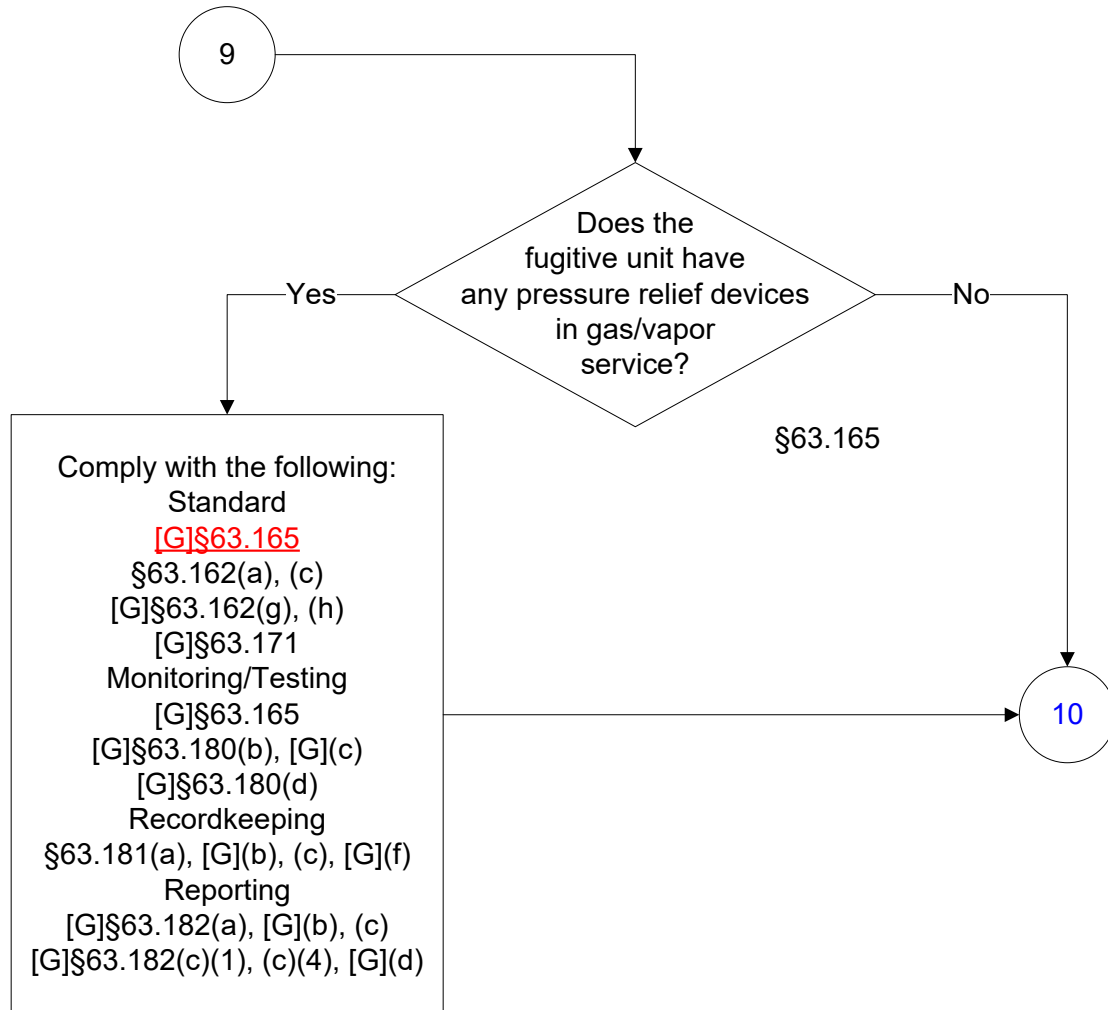 9
Does the
fugitive unit have
any pressure relief devices
in gas/vapor
service?
Yes
No
§63.165
Comply with the following:
Standard
[G]§63.165
§63.162(a), (c)
[G]§63.162(g), (h)
[G]§63.171
Monitoring/Testing
[G]§63.165
[G]§63.180(b), [G](c)
[G]§63.180(d)
Recordkeeping
§63.181(a), [G](b), (c), [G](f)
Reporting
[G]§63.182(a), [G](b), (c)
[G]§63.182(c)(1), (c)(4), [G](d)
10